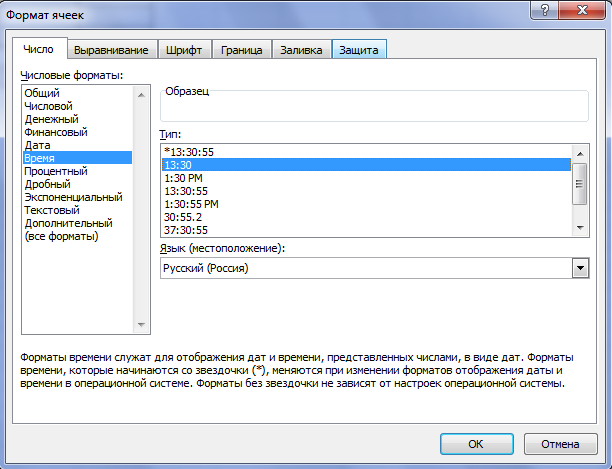 Формат ячеек
Число Выравнивание Шрифт Граница Заливка Защита
Числовые форматы:
Общий
Числовой
Денежный
Финансовый
Дата
Время
Процентный
Дробный
Экспоненциальный
Текстовый
Дополнительный
(все форматы)
Образец
Тип:
*13:30:55
13:30
1:30 PM
13:30:55
1:30:55 PM
30:55.2
37:30:55
Язык (местоположение):
Русский (Россия)
Форматы времени служат для отображения дат и времени, представленных числами, в виде дат. Форматы
времени, которые начинаются со звездочки (*), меняются при изменении форматов отображения даты и
времени в операционной системе. Форматы без звездочки не зависят от настроек операционной системы.
ОК Отмена